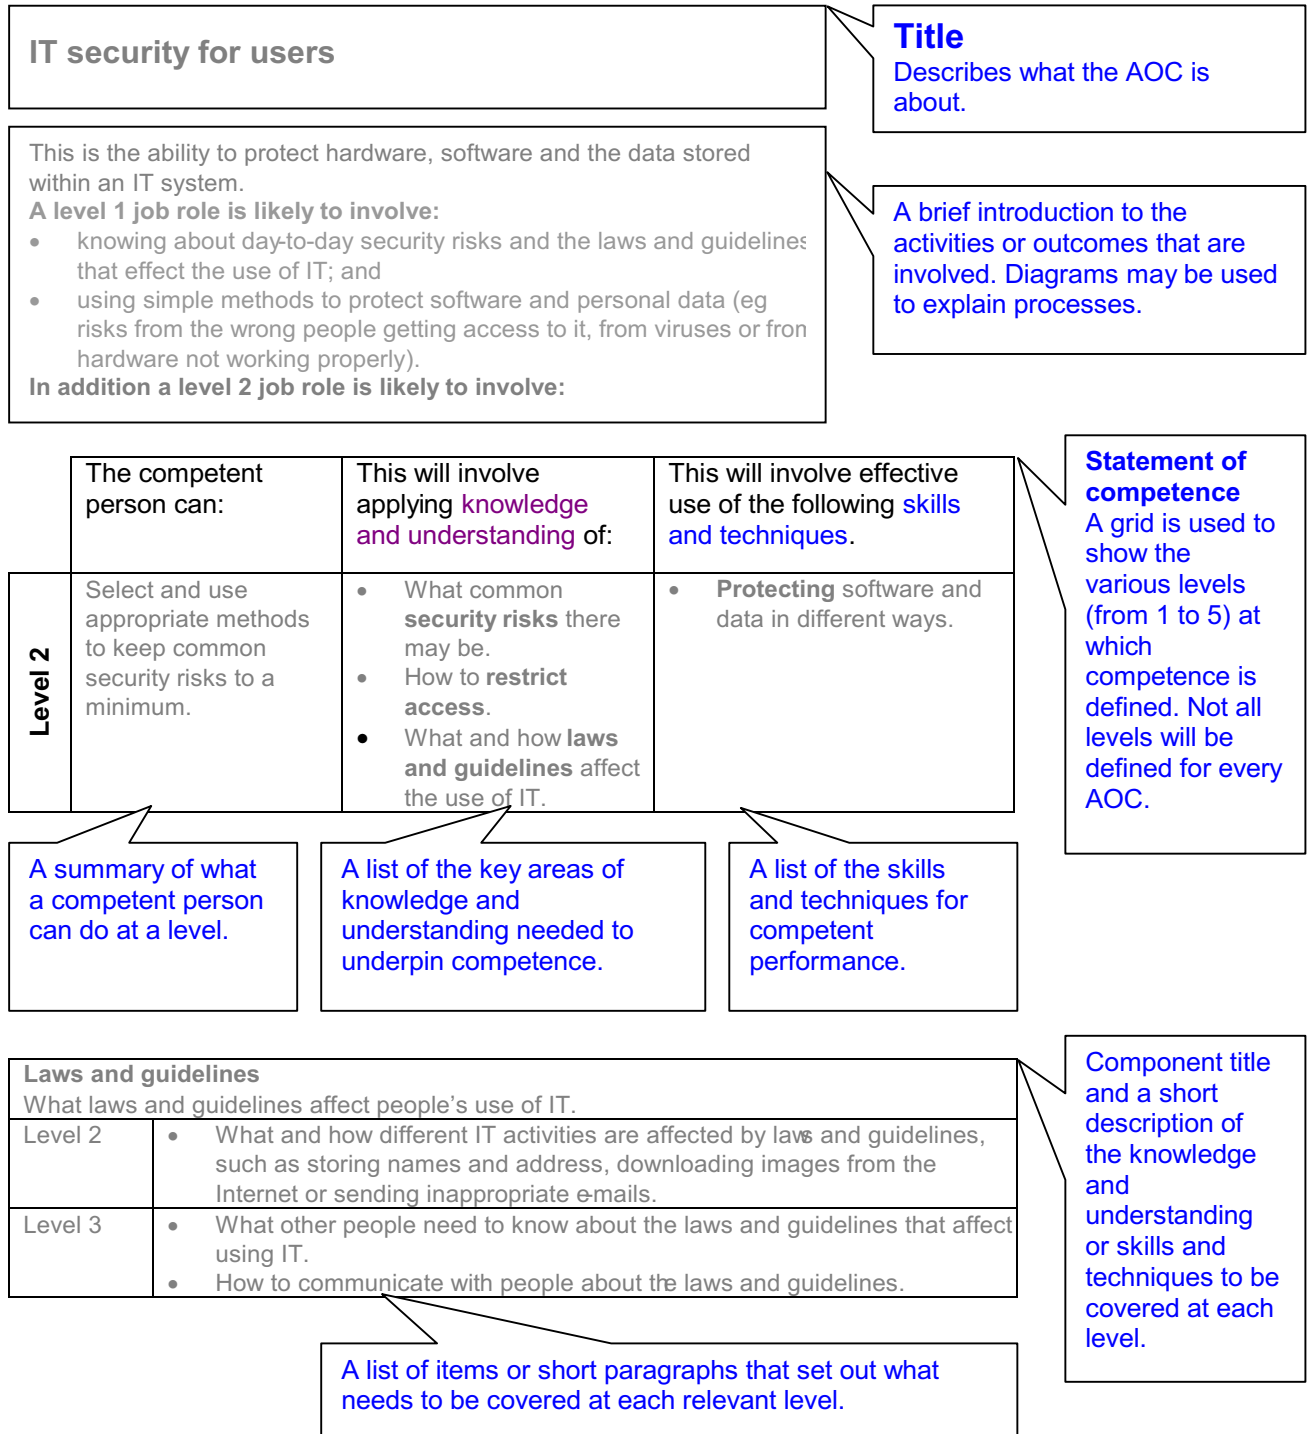 IT security for users
Title
Describes what the AOC is
about.
This is the ability to protect hardware, software and the data stored
within an IT system.
A level 1 job role is likely to involve:
• knowing about day-to-day security risks and the laws and guidelines
that effect the use of IT; and
• using simple methods to protect software and personal data (eg
risks from the wrong people getting access to it, from viruses or from
hardware not working properly).
In addition a level 2 job role is likely to involve:
A brief introduction to the
activities or outcomes that are
involved. Diagrams may be used
to explain processes.
The competent
person can:
This will involve
applying knowledge
and understanding of:
This will involve effective
use of the following skills
and techniques.
Level 2
Select and use
appropriate methods
to keep common
security risks to a
minimum.
• What common
security risks there
may be.
• How to restrict
access.
• What and how laws
and guidelines affect
the use of IT.
• Protecting software and
data in different ways.
Statement of
competence
A grid is used to
show the
various levels
(from 1 to 5) at
which
competence is
defined. Not all
levels will be
defined for every
AOC.
A summary of what
a competent person
can do at a level.
A list of the key areas of
knowledge and
understanding needed to
underpin competence.
A list of the skills
and techniques for
competent
performance.
Laws and guidelines
What laws and guidelines affect people's use of IT.
Level 2
• What and how different IT activities are affected by laws and guidelines,
such as storing names and address, downloading images from the
Internet or sending inappropriate e-mails.
Level 3
• What other people need to know about the laws and guidelines that affect
using IT.
• How to communicate with people about the laws and guidelines.
Component title
and a short
description of
the knowledge
and
understanding
or skills and
techniques to be
covered at each
level.
A list of items or short paragraphs that set out what
needs to be covered at each relevant level.